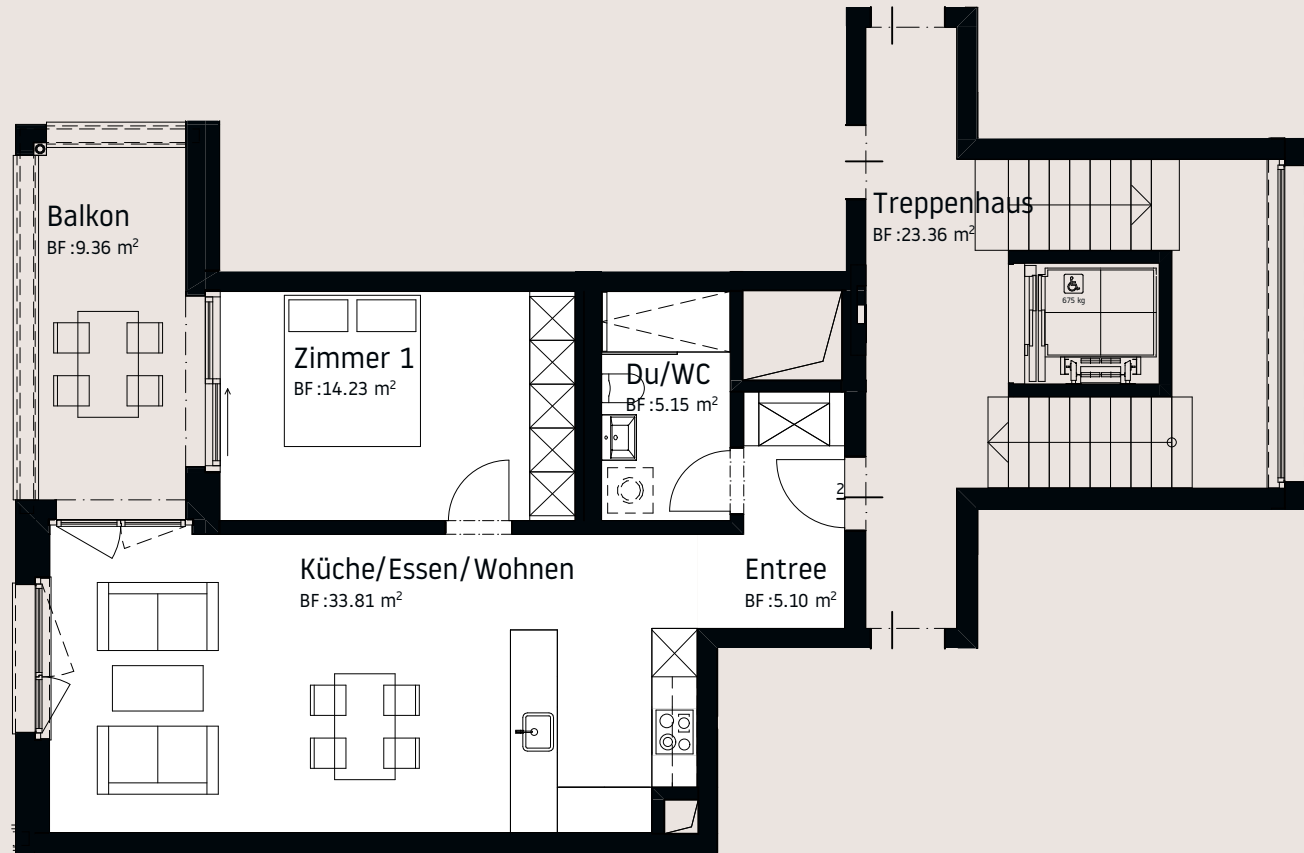 Balkon
BF :9.36 m²
Treppenhaus
BF :23.36 m²
675 kg
Zimmer 1
BF :14.23 m²
Du/WC
BF :5.15 m²
2
Küche/Essen/Wohnen
BF :33.81 m²
Entree
BF :5.10 m²